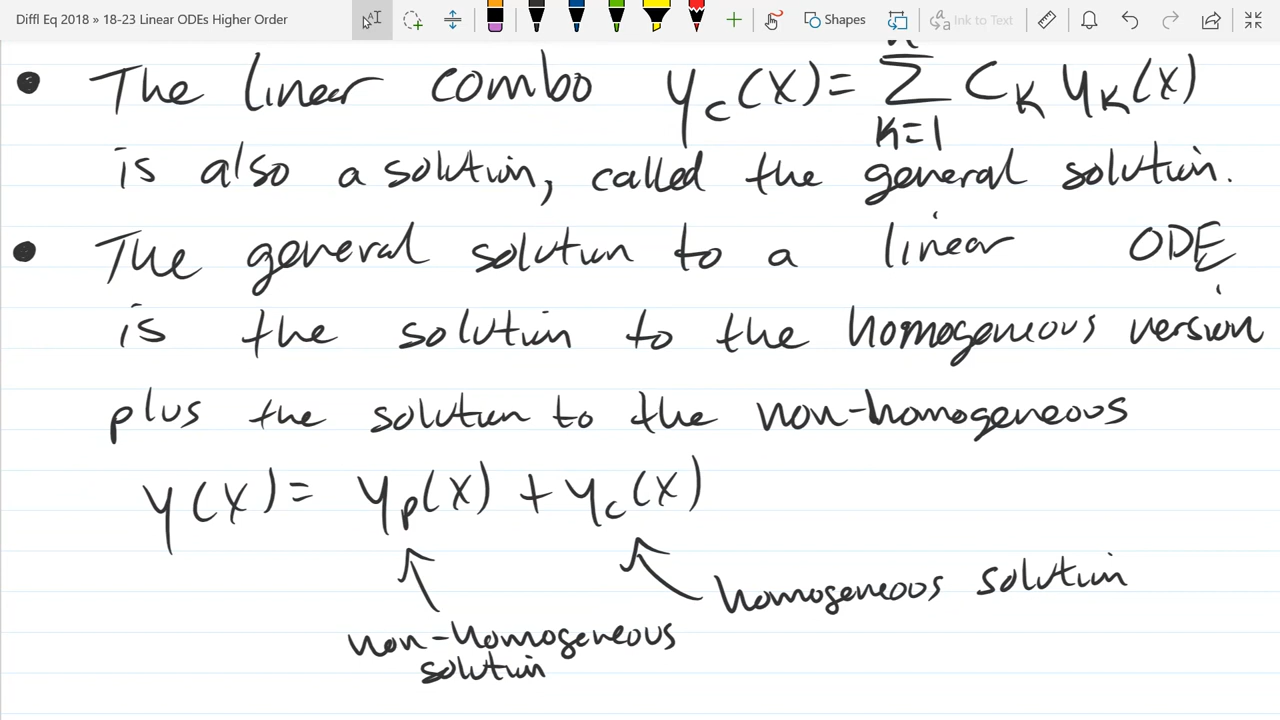 Diffl Eq 2018 » 18-23 Linear ODEs Higher Order
Shapes
Ink to Text
• The linear combo y_c(x) = Σ_{k=1} C_k y_k(x)
is also a solution, called the general solution.
• The general solution to a linear ODE
is the solution to the homogeneous version
plus the solution to the non-homogeneous
y(x) = y_p(x) + y_c(x)
homogeneous solution
non-homogeneous
solution